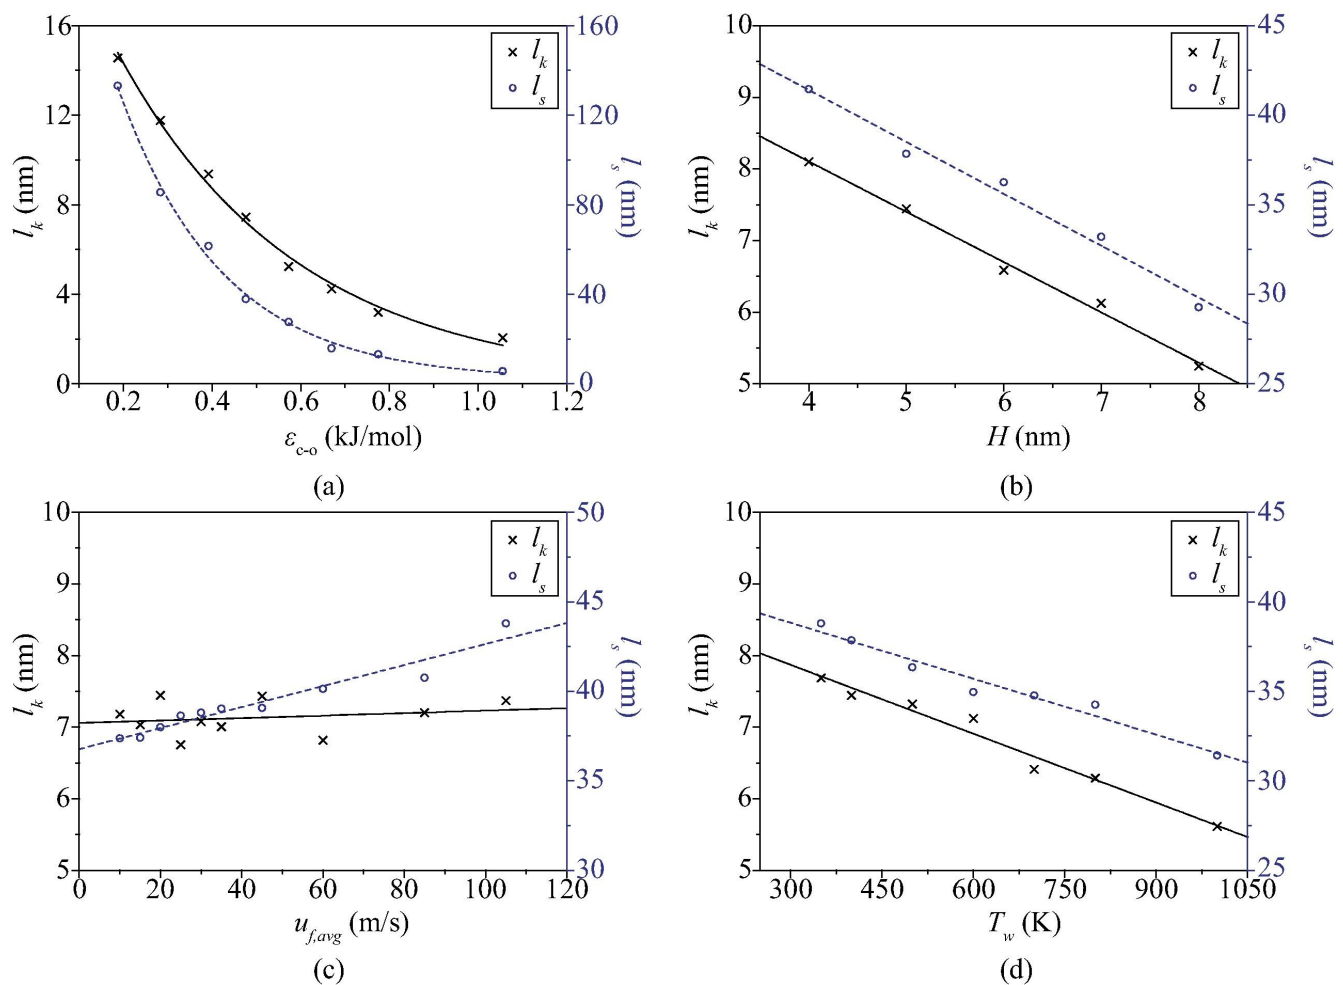 16
12
8
4
0
l_k (nm)
160
120
80
40
0
l_s (nm)
l_k
l_s
0.2 0.4 0.6 0.8 1.0 1.2
ε_c-o (kJ/mol)
(a)
10
9
8
7
6
5
l_k (nm)
45
40
35
30
25
l_s (nm)
l_k
l_s
4 5 6 7 8
H (nm)
(b)
10
9
8
7
6
5
l_k (nm)
50
45
40
35
30
l_s (nm)
l_k
l_s
0 20 40 60 80 100 120
u_f,avg (m/s)
(c)
10
9
8
7
6
5
l_k (nm)
45
40
35
30
25
l_s (nm)
l_k
l_s
300 450 600 750 900 1050
T_w (K)
(d)